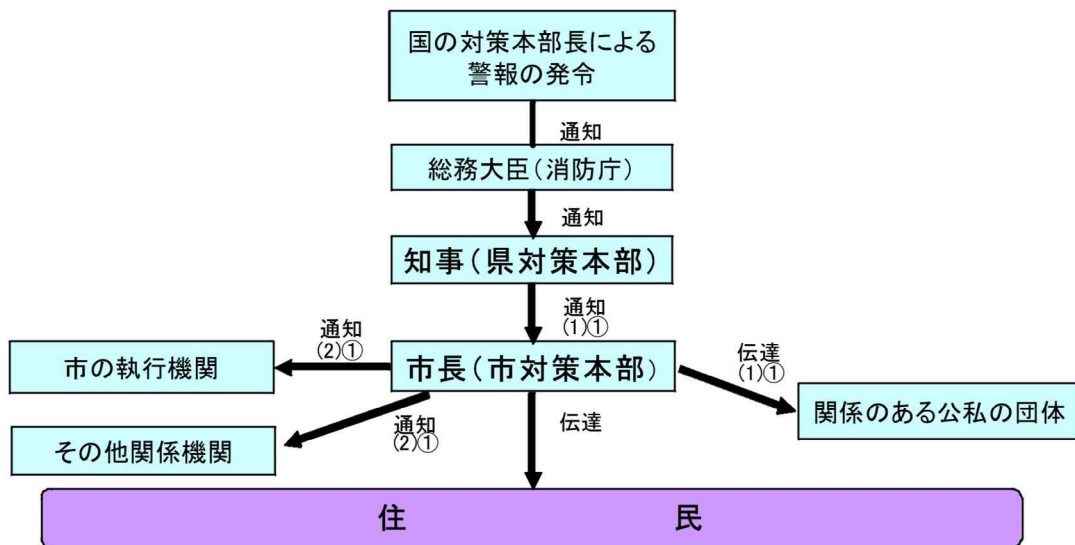 国の対策本部長による
警報の発令
通知
総務大臣(消防庁)
通知
知事(県対策本部)
通知
(1)①
通知
(2)①
市の執行機関
市長(市対策本部)
伝達
(1)①
関係のある公私の団体
通知
(2)①
その他関係機関
伝達
住　　民